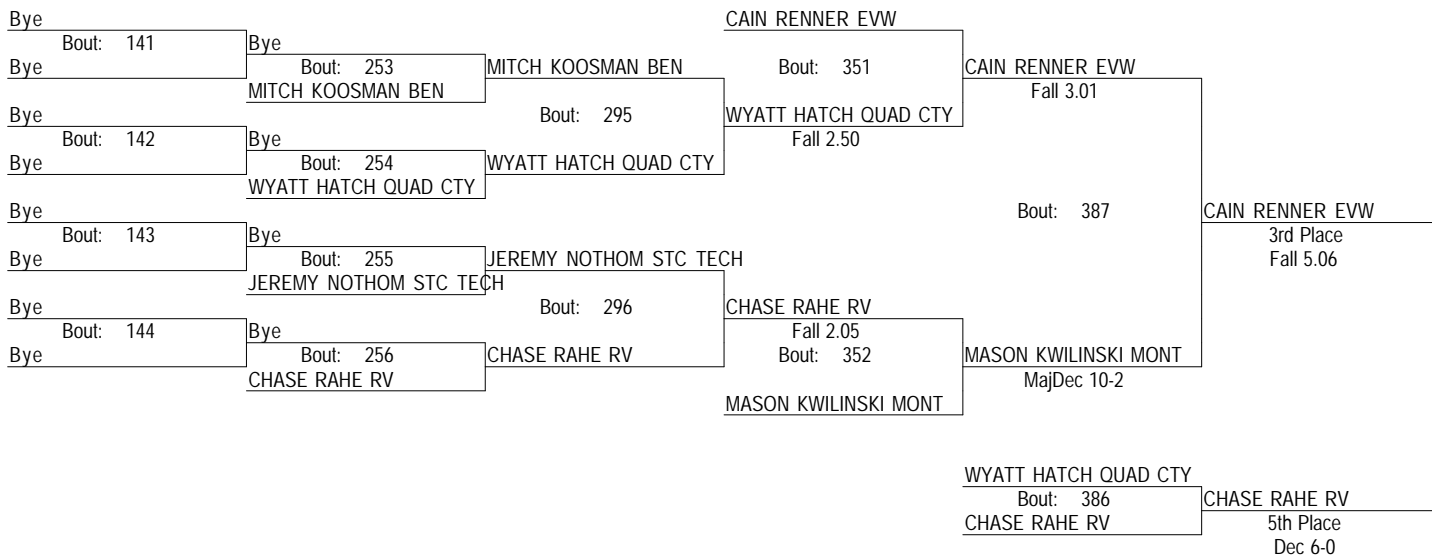 Bye
Bout: 141
Bye
Bye
Bout: 253
MITCH KOOSMAN BEN
Bye
Bout: 142
Bye
Bye
Bout: 254
WYATT HATCH QUAD CTY
Bye
Bout: 143
Bye
Bye
Bout: 255
JEREMY NOTHOM STC TECH
Bye
Bout: 144
Bye
Bye
Bout: 256
CHASE RAHE RV
MITCH KOOSMAN BEN
Bout: 295
WYATT HATCH QUAD CTY
JEREMY NOTHOM STC TECH
Bout: 296
CHASE RAHE RV
CAIN RENNER EVW
Bout: 351
WYATT HATCH QUAD CTY
Fall 2.50
CHASE RAHE RV
Fall 2.05
Bout: 352
MASON KWILINSKI MONT
CAIN RENNER EVW
Fall 3.01
Bout: 387
MASON KWILINSKI MONT
MajDec 10-2
CAIN RENNER EVW
3rd Place
Fall 5.06
WYATT HATCH QUAD CTY
Bout: 386
CHASE RAHE RV
CHASE RAHE RV
5th Place
Dec 6-0